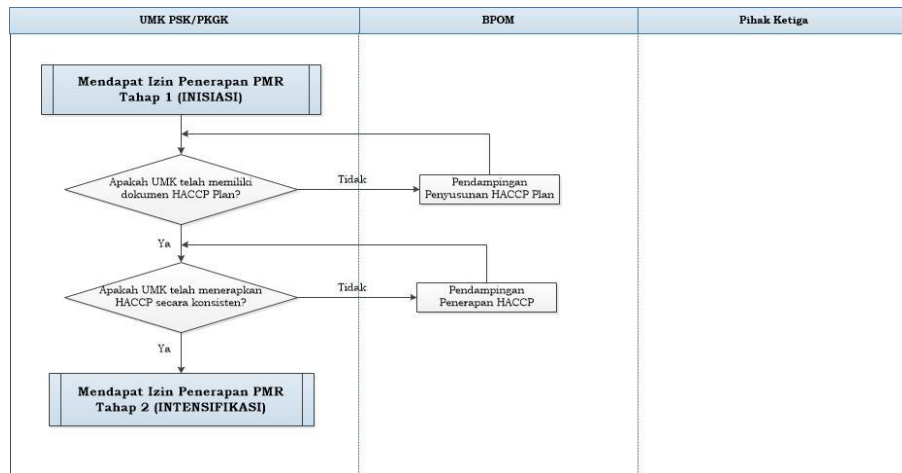 UMK PSK/PKGK
BPOM
Pihak Ketiga
Mendapat Izin Penerapan PMR
Tahap 1 (INISIASI)
Apakah UMK telah memiliki
dokumen HACCP Plan?
Tidak
Pendampingan
Penyusunan HACCP Plan
Ya
Apakah UMK telah menerapkan
HACCP secara konsisten?
Tidak
Pendampingan
Penerapan HACCP
Ya
Mendapat Izin Penerapan PMR
Tahap 2 (INTENSIFIKASI)